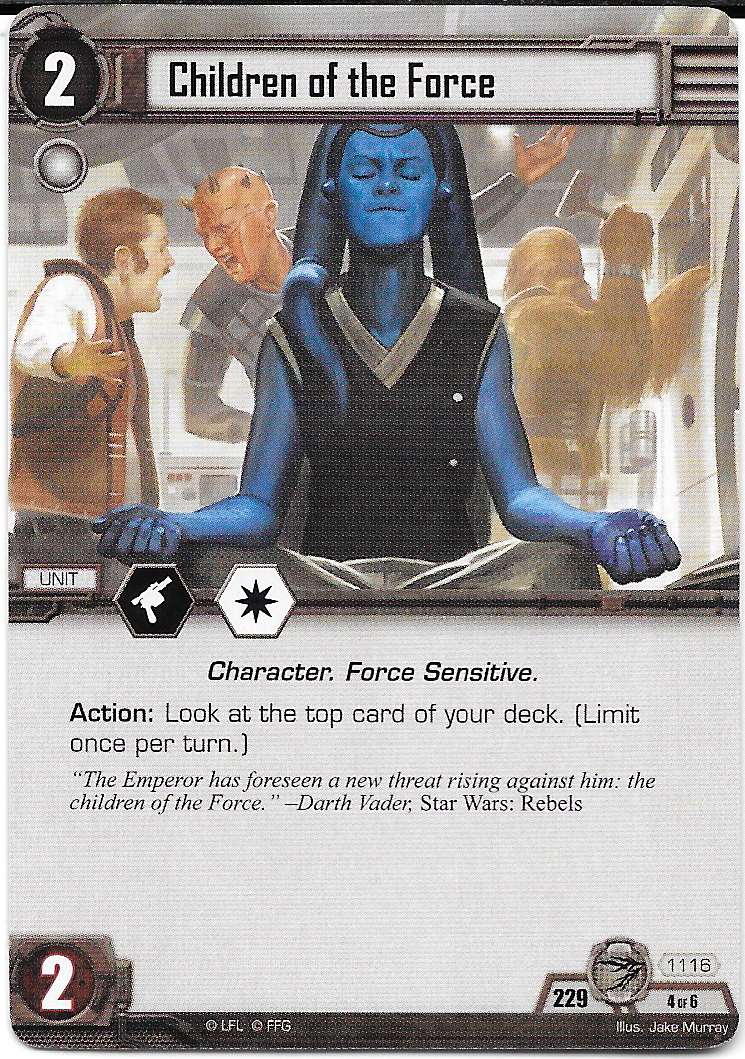 2
Children of the Force
UNIT
Character. Force Sensitive.
Action: Look at the top card of your deck. (Limit
once per turn.)
“The Emperor has foreseen a new threat rising against him: the
children of the Force.” –Darth Vader, Star Wars: Rebels
2
1116
229
4 OF 6
© LFL © FFG
Illus. Jake Murray